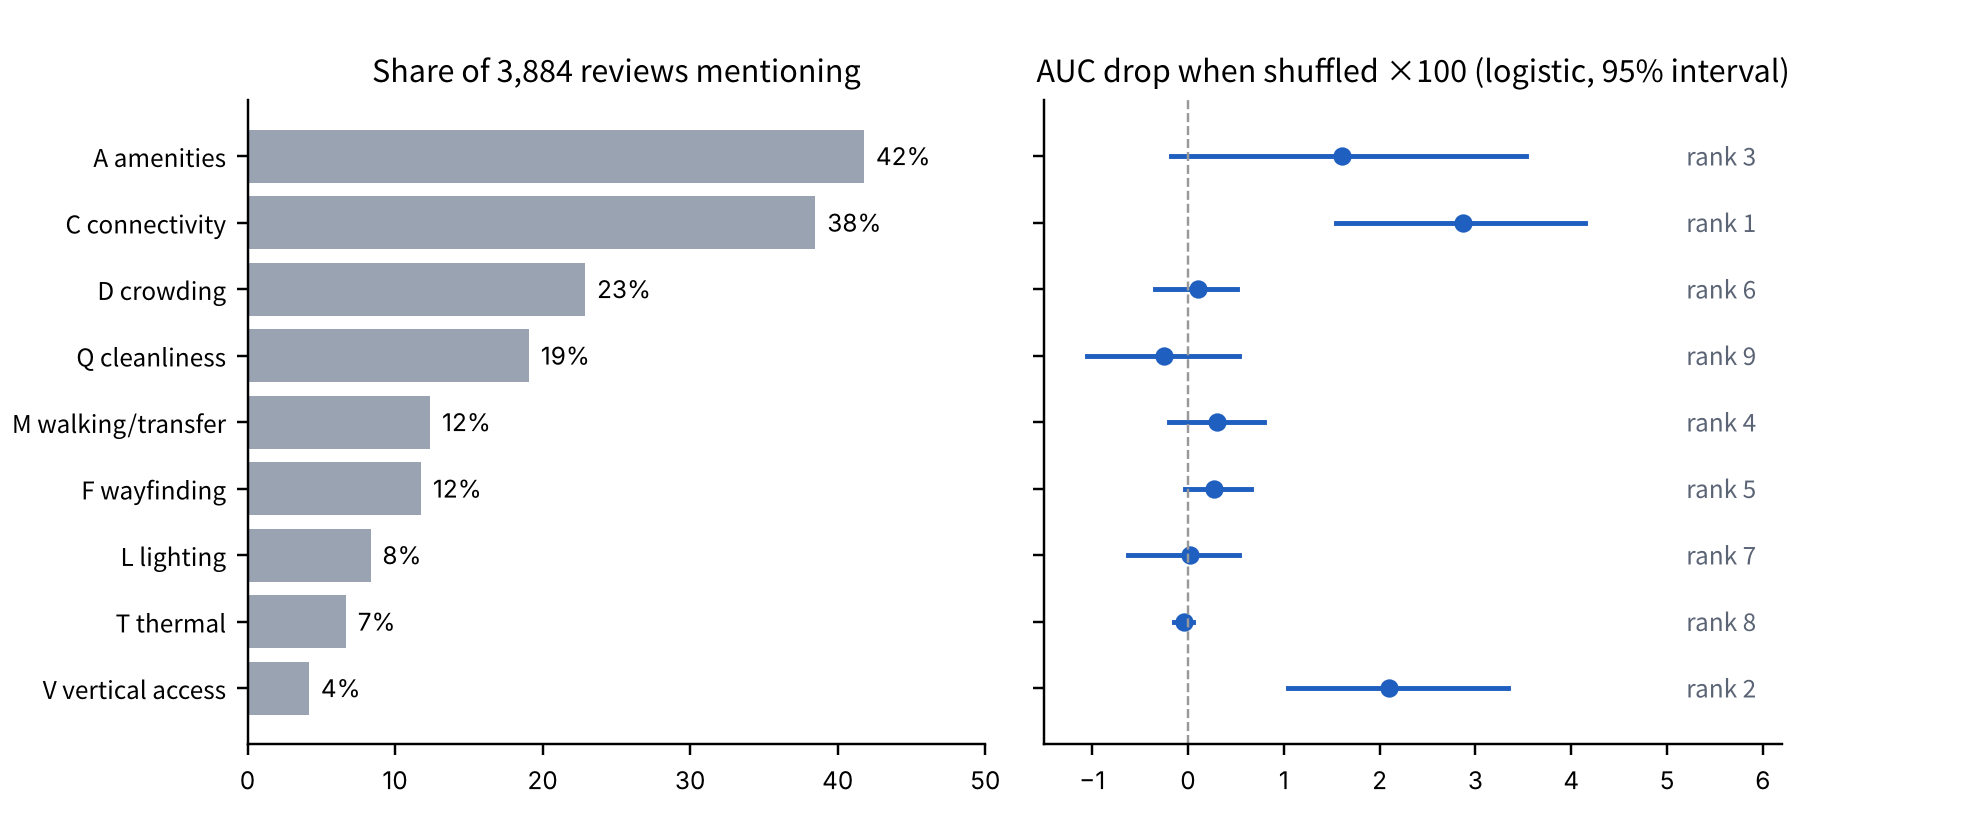 Share of 3,884 reviews mentioning
A amenities
42%
C connectivity
38%
D crowding
23%
Q cleanliness
19%
M walking/transfer
12%
F wayfinding
12%
L lighting
8%
T thermal
7%
V vertical access
4%
0 10 20 30 40 50
AUC drop when shuffled ×100 (logistic, 95% interval)
rank 3
rank 1
rank 6
rank 9
rank 4
rank 5
rank 7
rank 8
rank 2
−1 0 1 2 3 4 5 6